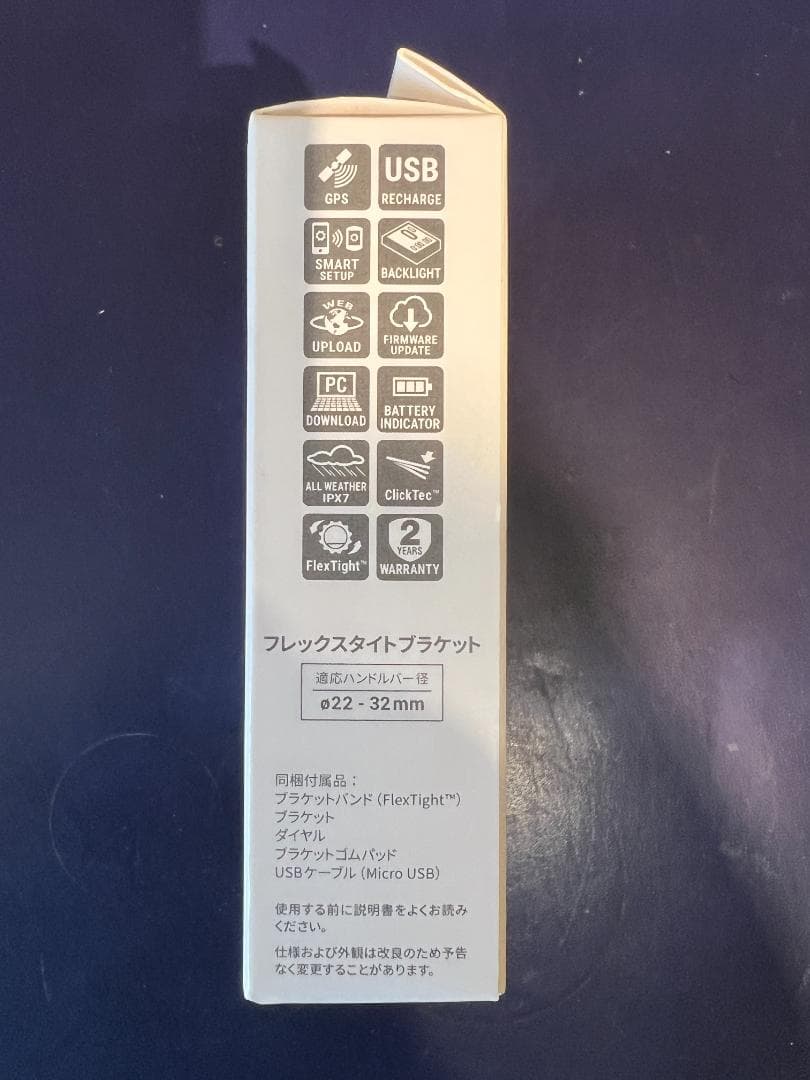 GPS
USB
RECHARGE
SMART
SETUP
BACKLIGHT
WEB
UPLOAD
FIRMWARE
UPDATE
PC
DOWNLOAD
BATTERY
INDICATOR
ALL WEATHER
IPX7
ClickTec™
FlexTight™
2
YEARS
WARRANTY
フレックスタイトブラケット
適応ハンドルバー径
ø22 - 32mm
同梱付属品：
ブラケットバンド（FlexTight™）
ブラケット
ダイヤル
ブラケットゴムパッド
USBケーブル（Micro USB）
使用する前に説明書をよくお読み
ください。
仕様および外観は改良のため予告
なく変更することがあります。